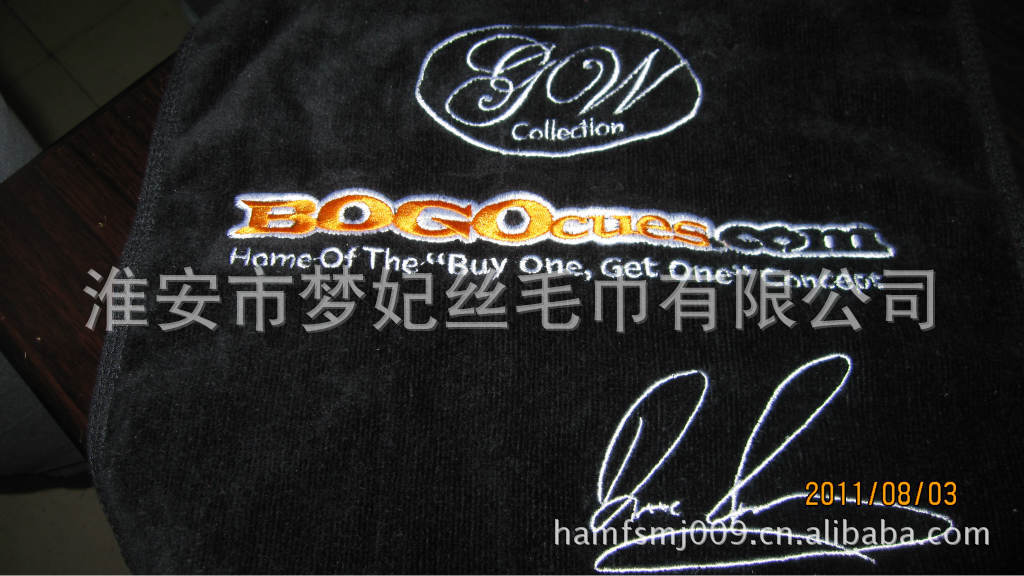 GW
Collection
BOGOcues.com
Home Of The "Buy One, Get One" Concept
淮安市梦妃丝毛巾有限公司
2011/08/03
hamfsmj009.cn.alibaba.com